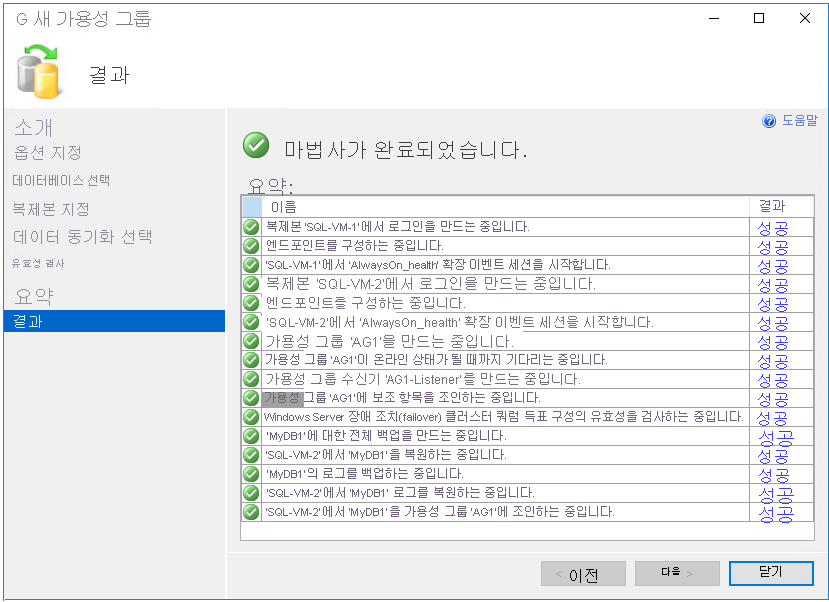 G 새 가용성 그룹
결과
소개
옵션 지정
데이터베이스 선택
복제본 지정
데이터 동기화 선택
유효성 검사
요약
결과
도움말
마법사가 완료되었습니다.
요약:
이름 결과
복제본 'SQL-VM-1'에서 로그인을 만드는 중입니다. 성공
엔드포인트를 구성하는 중입니다. 성공
'SQL-VM-1'에서 'AlwaysOn_health' 확장 이벤트 세션을 시작합니다. 성공
복제본 'SQL-VM-2'에서 로그인을 만드는 중입니다. 성공
엔드포인트를 구성하는 중입니다. 성공
'SQL-VM-2'에서 'AlwaysOn_health' 확장 이벤트 세션을 시작합니다. 성공
가용성 그룹 'AG1'을 만드는 중입니다. 성공
가용성 그룹 'AG1'이 온라인 상태가 될 때까지 기다리는 중입니다. 성공
가용성 그룹 수신기 'AG1-Listener'를 만드는 중입니다. 성공
가용성 그룹 'AG1'에 보조 항목을 조인하는 중입니다. 성공
Windows Server 장애 조치(failover) 클러스터 쿼럼 득표 구성의 유효성을 검사하는 중입니다. 성공
'MyDB1'에 대한 전체 백업을 만드는 중입니다. 성공
'SQL-VM-2'에서 'MyDB1'을 복원하는 중입니다. 성공
'MyDB1'의 로그를 백업하는 중입니다. 성공
'SQL-VM-2'에서 'MyDB1' 로그를 복원하는 중입니다. 성공
'SQL-VM-2'에서 'MyDB1'을 가용성 그룹 'AG1'에 조인하는 중입니다. 성공
< 이전 다음 > 닫기